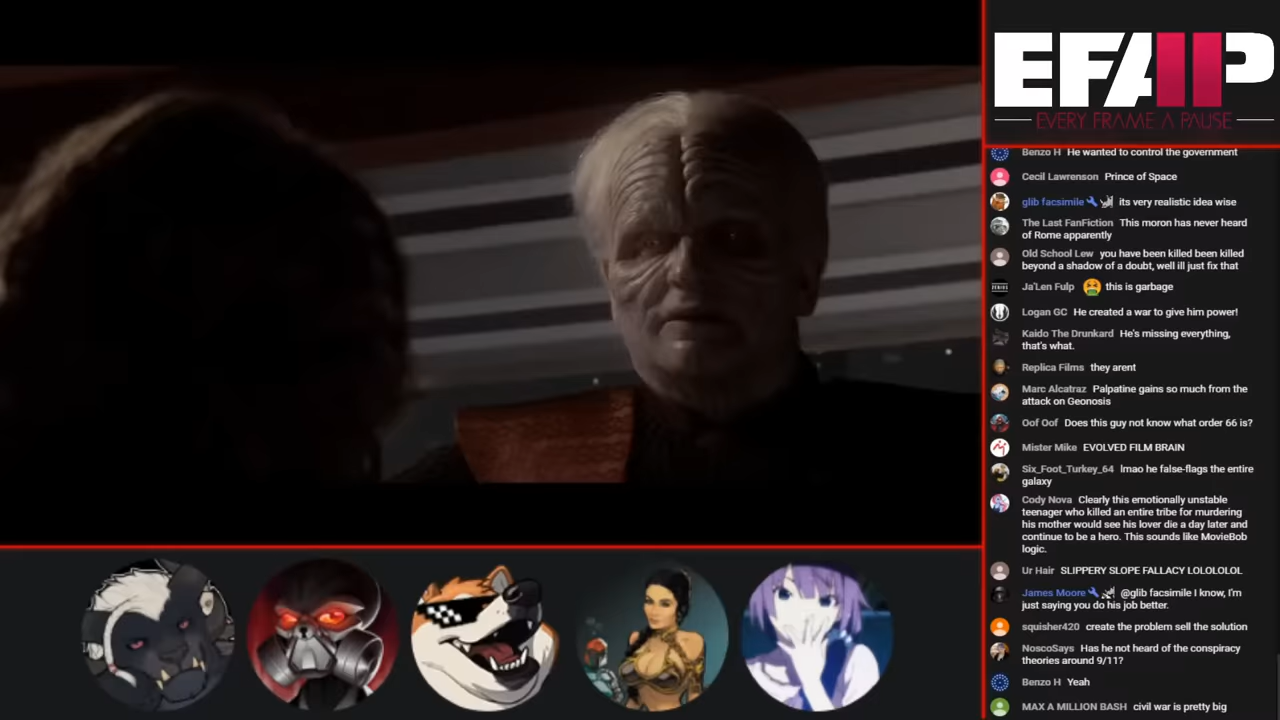 EFAP
EVERY FRAME A PAUSE
Benzo H He wanted to control the government
Cecil Lawrenson Prince of Space
glib facsimile its very realistic idea wise
The Last FanFiction This moron has never heard
of Rome apparently
Old School Lew you have been killed been killed
beyond a shadow of a doubt, well ill just fix that
Ja'Len Fulp this is garbage
Logan GC He created a war to give him power!
Kaido The Drunkard He's missing everything,
that's what.
Replica Films they arent
Marc Alcatraz Palpatine gains so much from the
attack on Geonosis
Oof Oof Does this guy not know what order 66 is?
Mister Mike EVOLVED FILM BRAIN
Six_Foot_Turkey_64 lmao he false-flags the entire
galaxy
Cody Nova Clearly this emotionally unstable
teenager who killed an entire tribe for murdering
his mother would see his lover die a day later and
continue to be a hero. This sounds like MovieBob
logic.
Ur Hair SLIPPERY SLOPE FALLACY LOLOLOLOL
James Moore @glib facsimile I know, I'm
just saying you do his job better.
squisher420 create the problem sell the solution
NoscoSays Has he not heard of the conspiracy
theories around 9/11?
Benzo H Yeah
MAX A MILLION BASH civil war is pretty big